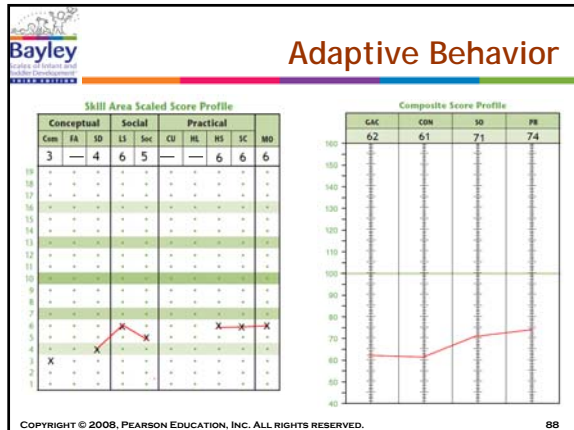 Bayley
Scales of Infant and
Toddler Development
THIRD EDITION
Adaptive Behavior
Skill Area Scaled Score Profile
Conceptual Social Practical
Com FA SD LS Soc CU HL HS SC MO
3 — 4 6 5 — — 6 6 6
19
18
17
16
15
14
13
12
11
10
9
8
7
6
5
4
3
2
1
Composite Score Profile
GAC CON SO PR
62 61 71 74
160
150
140
130
120
110
100
90
80
70
60
50
40
COPYRIGHT © 2008, PEARSON EDUCATION, INC. ALL RIGHTS RESERVED.
88